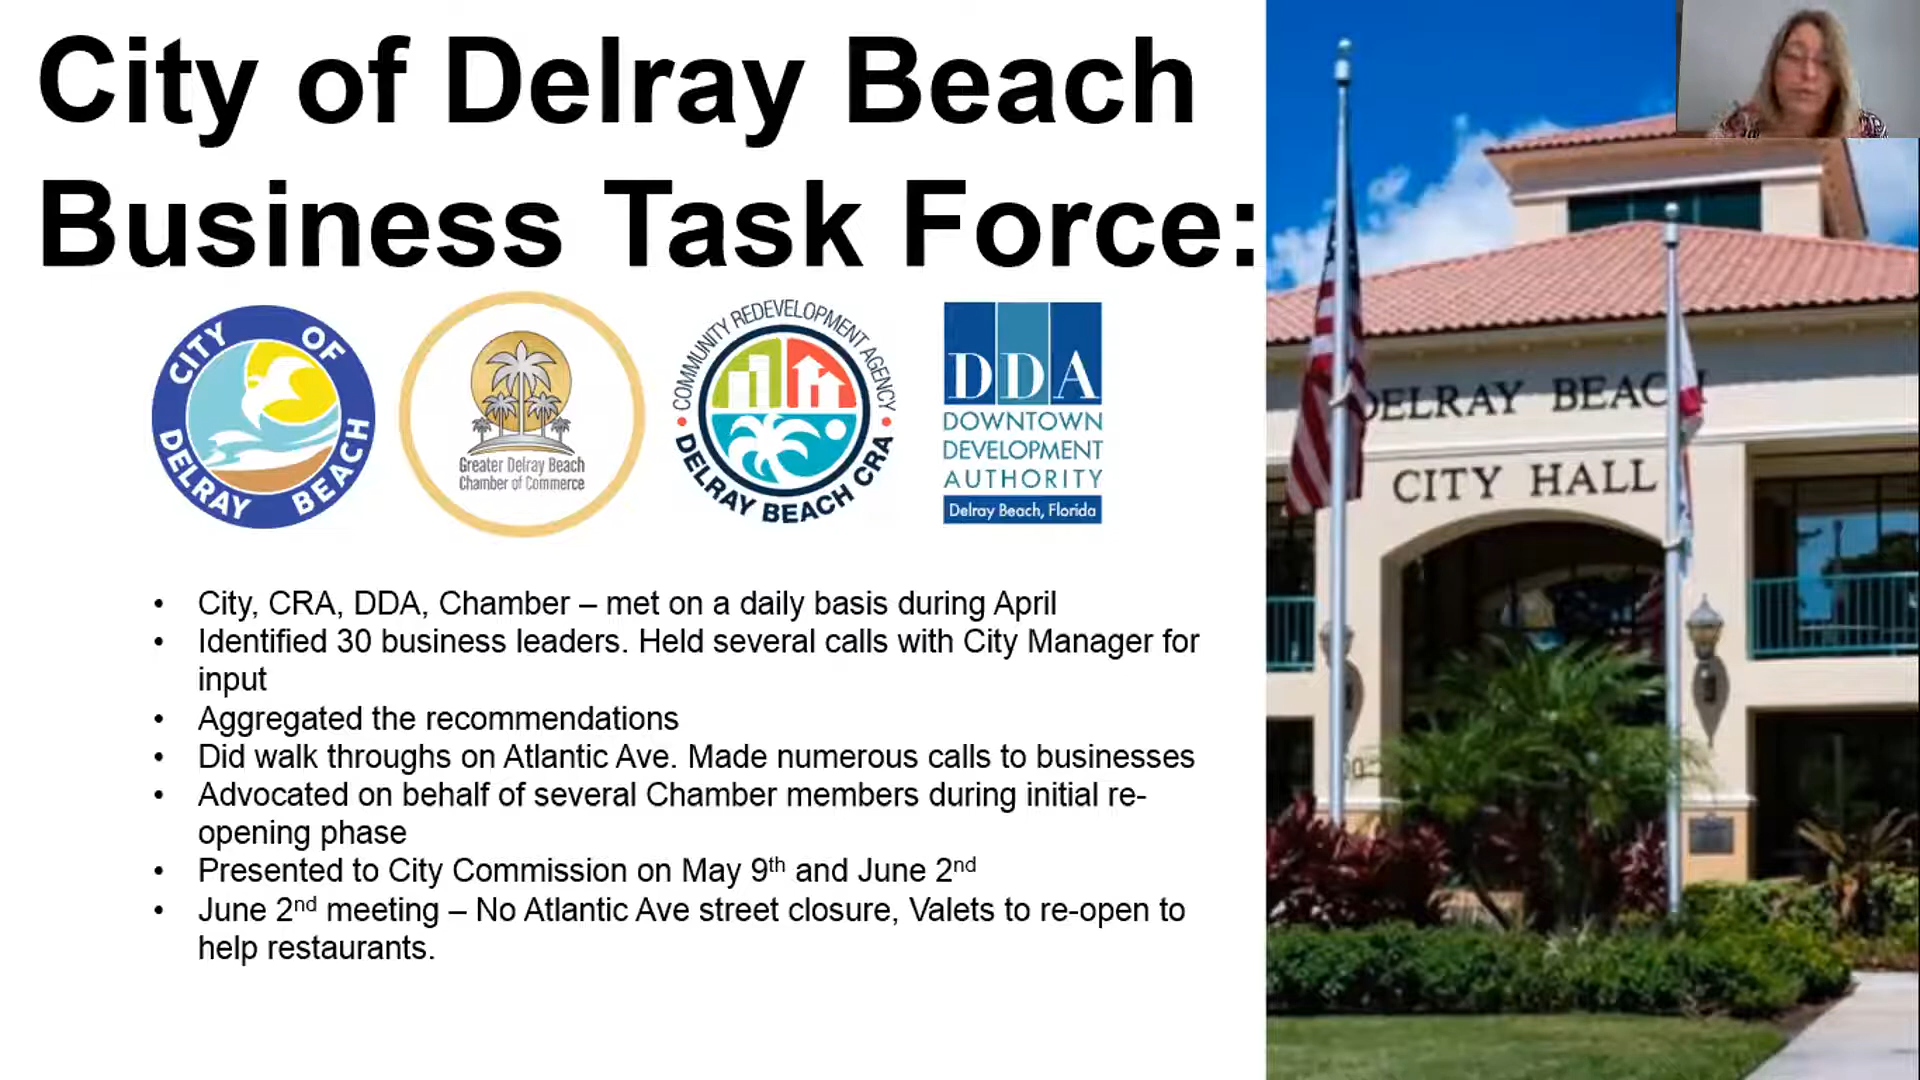 City of Delray Beach
Business Task Force:
CITY OF
DELRAY BEACH
Greater Delray Beach
Chamber of Commerce
COMMUNITY REDEVELOPMENT AGENCY
DELRAY BEACH CRA
DDA
DOWNTOWN
DEVELOPMENT
AUTHORITY
Delray Beach, Florida
DELRAY BEACH
CITY HALL
• City, CRA, DDA, Chamber – met on a daily basis during April
• Identified 30 business leaders. Held several calls with City Manager for
input
• Aggregated the recommendations
• Did walk throughs on Atlantic Ave. Made numerous calls to businesses
• Advocated on behalf of several Chamber members during initial re-
opening phase
• Presented to City Commission on May 9th and June 2nd
• June 2nd meeting – No Atlantic Ave street closure, Valets to re-open to
help restaurants.